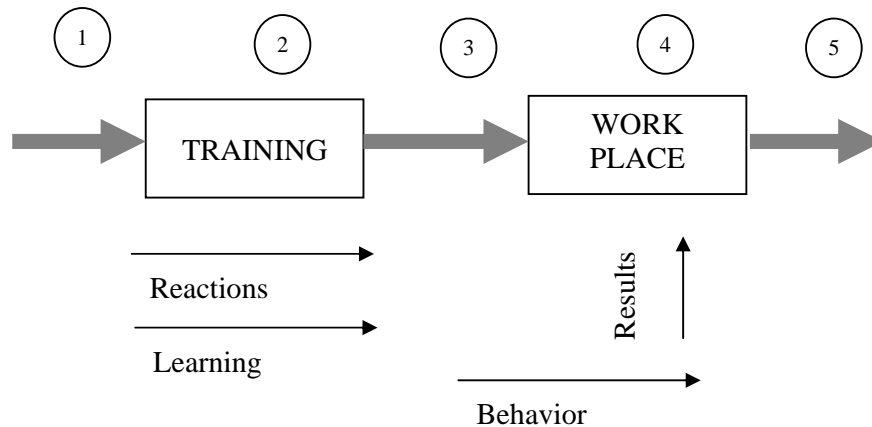 1
2
3
4
5
TRAINING
WORK
PLACE
Reactions
Learning
Results
Behavior